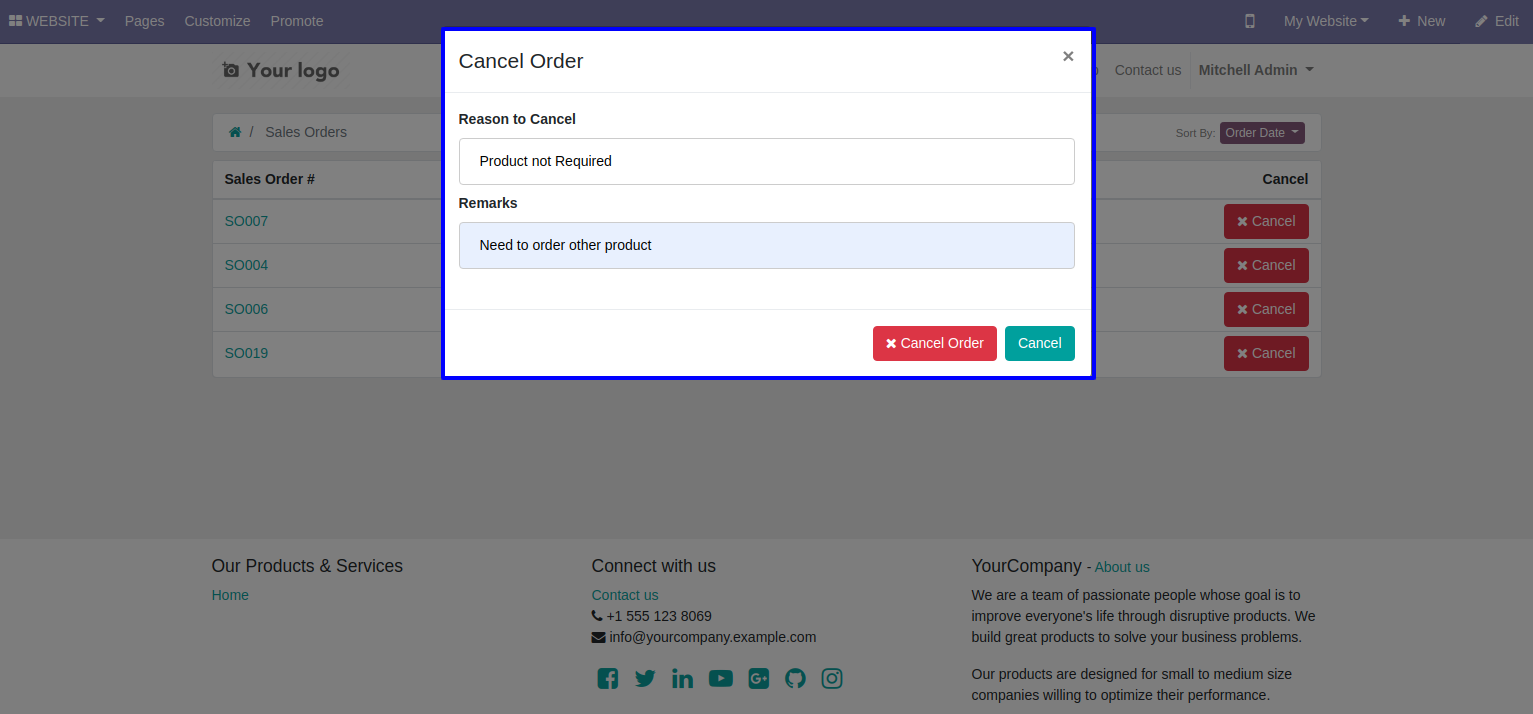 WEBSITE Pages Customize Promote My Website New Edit
Cancel Order ×
Your logo Contact us Mitchell Admin
Reason to Cancel
/ Sales Orders Sort By: Order Date
Product not Required
Sales Order # Cancel
Remarks
SO007 Cancel
Need to order other product
SO004 Cancel
SO006 Cancel
Cancel Order Cancel
SO019 Cancel
Our Products & Services
Home
Connect with us
Contact us
+1 555 123 8069
info@yourcompany.example.com
YourCompany - About us
We are a team of passionate people whose goal is to
improve everyone's life through disruptive products. We
build great products to solve your business problems.
Our products are designed for small to medium size
companies willing to optimize their performance.